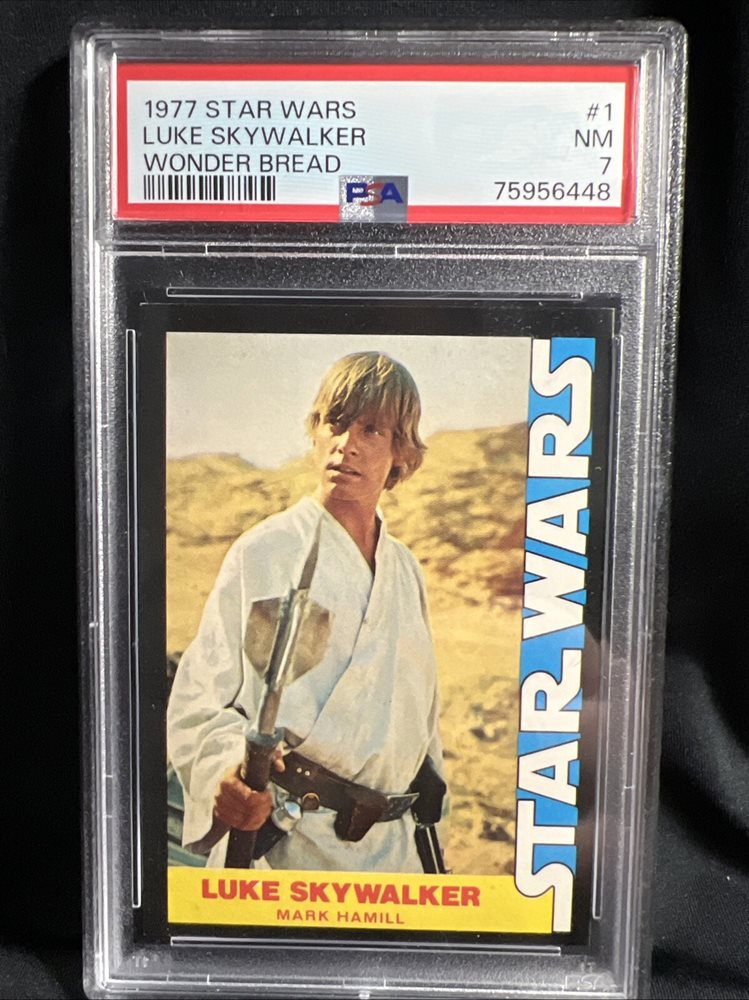 1977 STAR WARS #1
LUKE SKYWALKER NM
WONDER BREAD 7
PSA 75956448
STAR WARS
LUKE SKYWALKER
MARK HAMILL